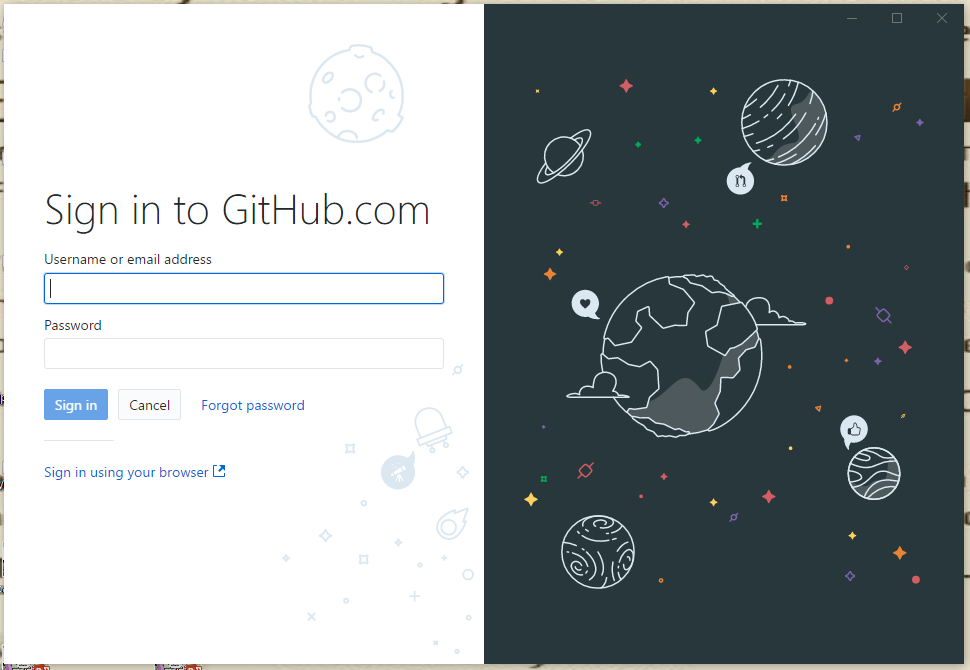 Sign in to GitHub.com
Username or email address
Password
Sign in Cancel Forgot password
Sign in using your browser